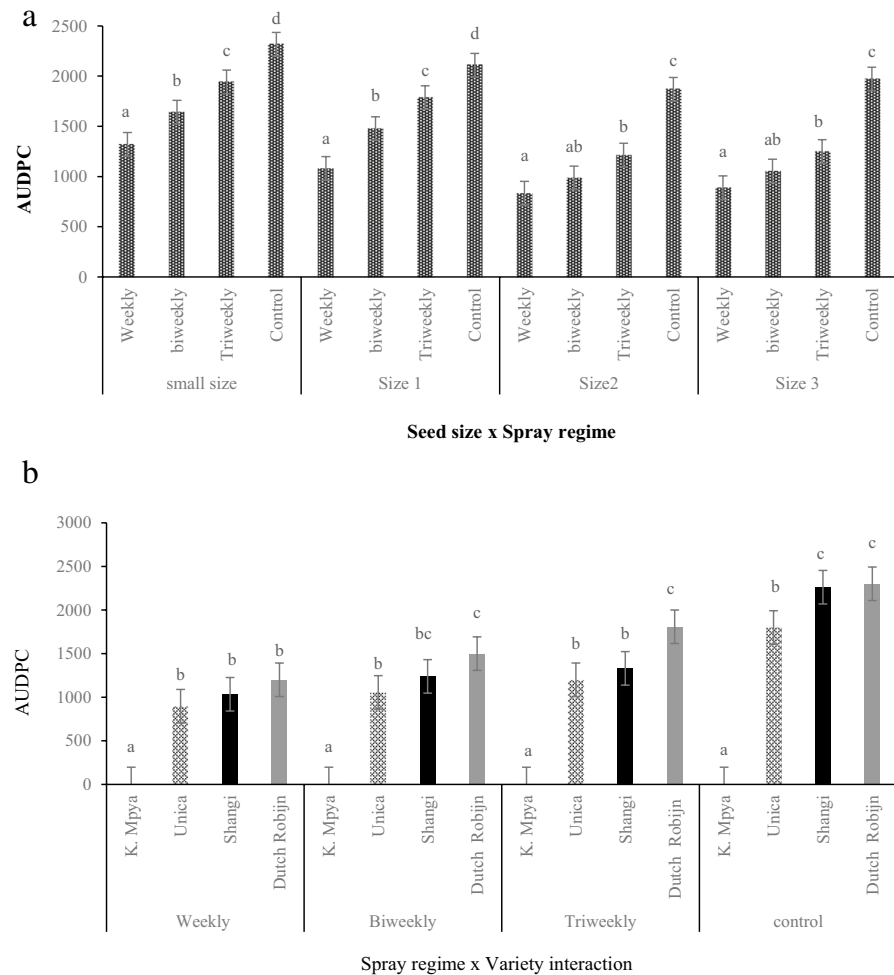 a
2500
2000
1500
1000
500
0
AUDPC
a b c d a b c d a ab b c a ab b c
Weekly biweekly Triweekly Control Weekly biweekly Triweekly Control Weekly biweekly Triweekly Control Weekly biweekly Triweekly Control
small size Size 1 Size2 Size 3
Seed size x Spray regime
b
3000
2500
2000
1500
1000
500
0
AUDPC
a b b b a b bc c a b b c a b c c
K. Mpya Unica Shangi Dutch Robijn K. Mpya Unica Shangi Dutch Robijn K. Mpya Unica Shangi Dutch Robijn K. Mpya Unica Shangi Dutch Robijn
Weekly Biweekly Triweekly control
Spray regime x Variety interaction